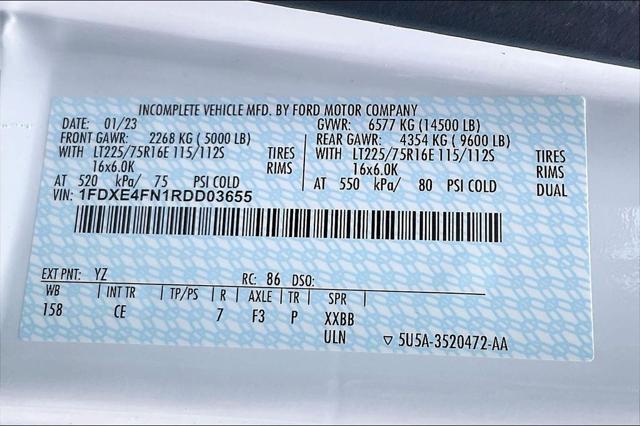 INCOMPLETE VEHICLE MFD. BY FORD MOTOR COMPANY
DATE: 01/23 GVWR: 6577 KG (14500 LB)
FRONT GAWR: 2268 KG ( 5000 LB) REAR GAWR: 4354 KG ( 9600 LB)
WITH LT225/75R16E 115/112S TIRES WITH LT225/75R16E 115/112S TIRES
16x6.0K RIMS 16x6.0K RIMS
AT 520 kPa/ 75 PSI COLD AT 550 kPa/ 80 PSI COLD DUAL
VIN: 1FDXE4FN1RDD03655
EXT PNT: YZ RC: 86 DSO:
WB INT TR TP/PS R AXLE TR SPR
158 CE 7 F3 P XXBB
ULN ▽ 5U5A-3520472-AA